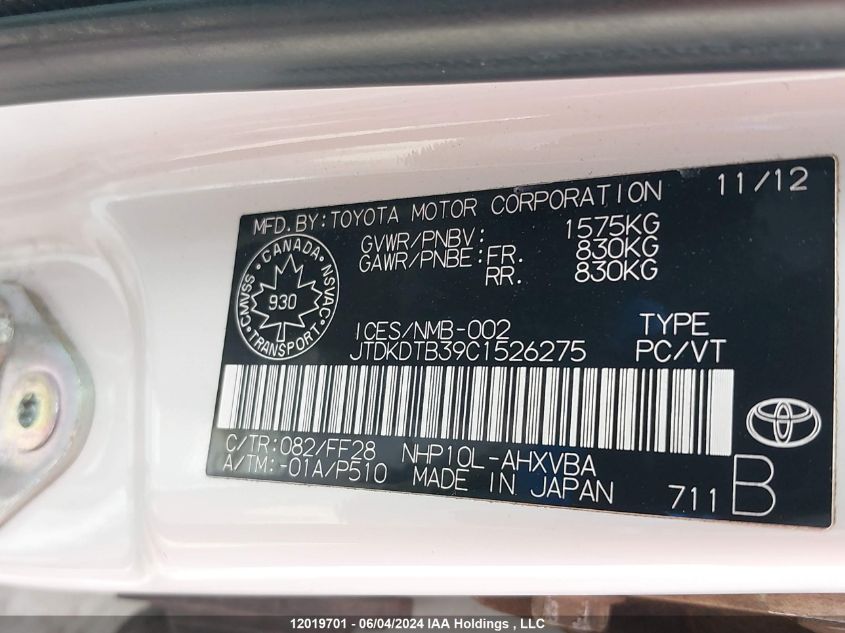 MFD.BY:TOYOTA MOTOR CORPORATION 11/12
GVWR/PNBV: 1575KG
GAWR/PNBE:FR. 830KG
RR. 830KG
CMVSS · CANADA · NSVAC · TRANSPORT ·
930
ICES/NMB-002 TYPE
JTDKDTB39C1526275 PC/VT
C/TR:082/FF28 NHP10L-AHXVBA
A/TM:-01A/P510 MADE IN JAPAN 711 B
12019701 - 06/04/2024 IAA Holdings , LLC